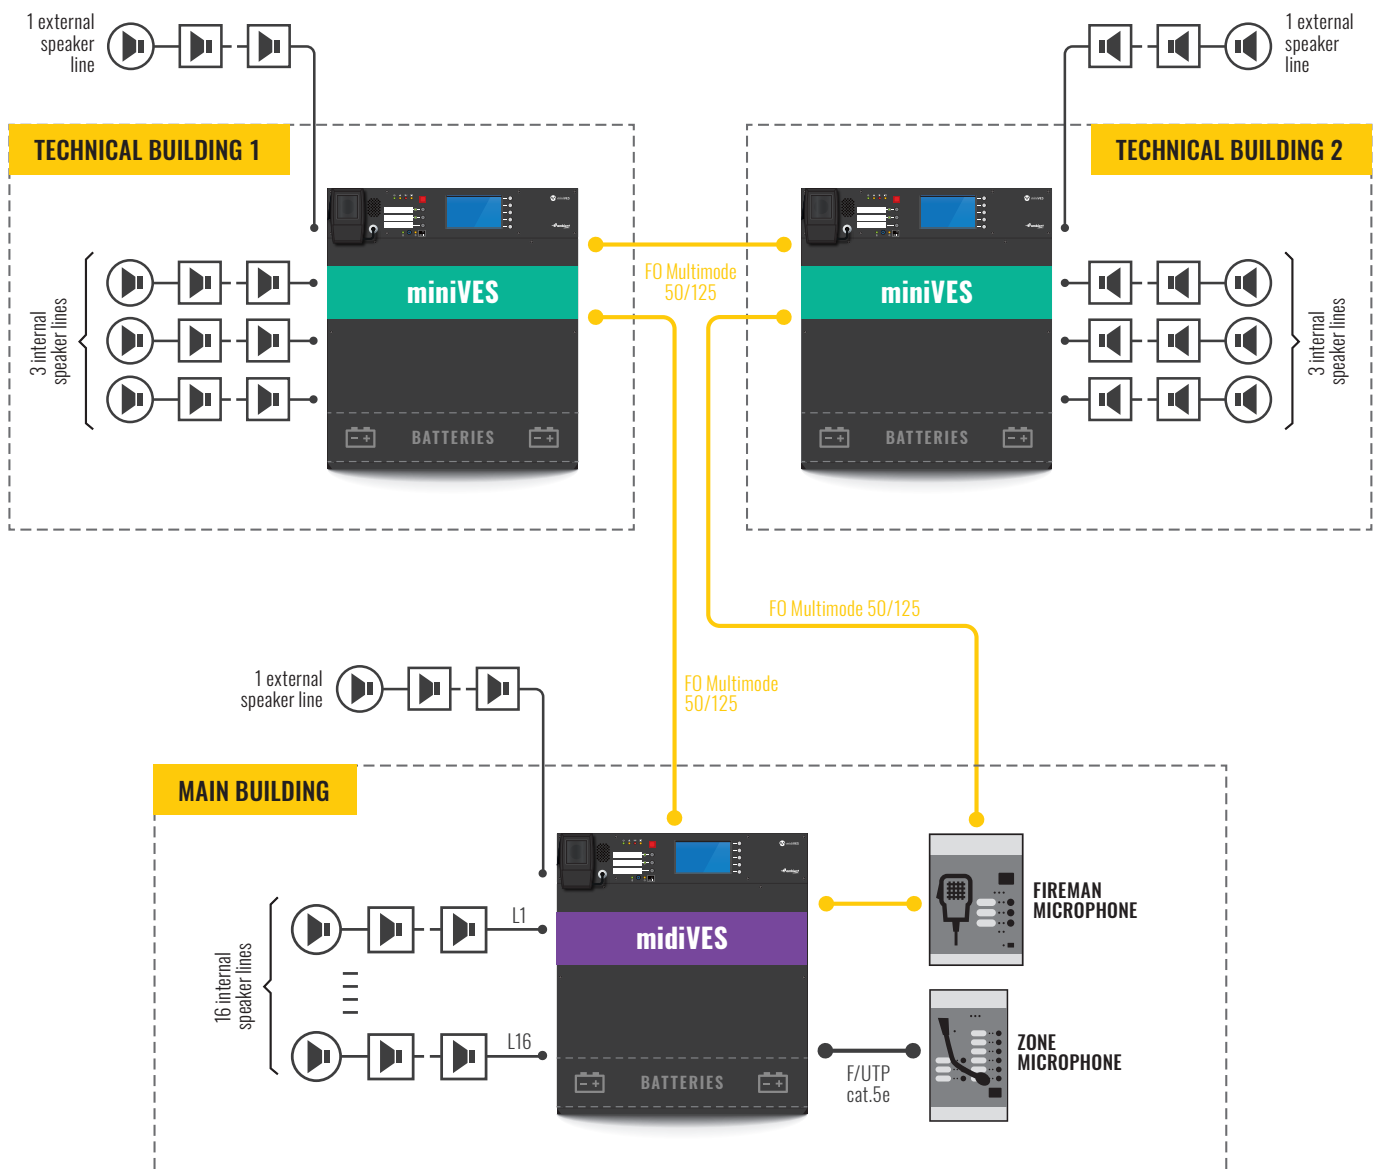 1 external
speaker
line
1 external
speaker
line
TECHNICAL BUILDING 1
TECHNICAL BUILDING 2
miniVES
FO Multimode
50/125
miniVES
3 internal
speaker lines
3 internal
speaker lines
BATTERIES
BATTERIES
FO Multimode 50/125
1 external
speaker line
FO Multimode
50/125
MAIN BUILDING
FIREMAN
MICROPHONE
L1
midiVES
16 internal
speaker lines
L16
ZONE
MICROPHONE
F/UTP
cat.5e
BATTERIES